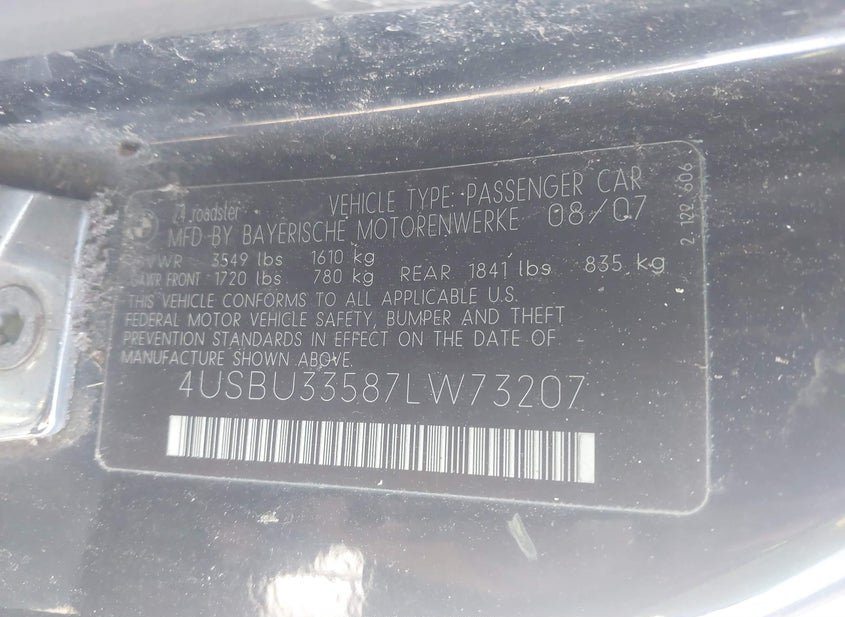 Z4 roadster VEHICLE TYPE: PASSENGER CAR
MFD BY BAYERISCHE MOTORENWERKE 08/07
GVWR 3549 lbs 1610 kg
GAWR FRONT 1720 lbs 780 kg REAR 1841 lbs 835 kg
THIS VEHICLE CONFORMS TO ALL APPLICABLE U.S.
FEDERAL MOTOR VEHICLE SAFETY, BUMPER AND THEFT
PREVENTION STANDARDS IN EFFECT ON THE DATE OF
MANUFACTURE SHOWN ABOVE.
4USBU33587LW73207
2 122 606